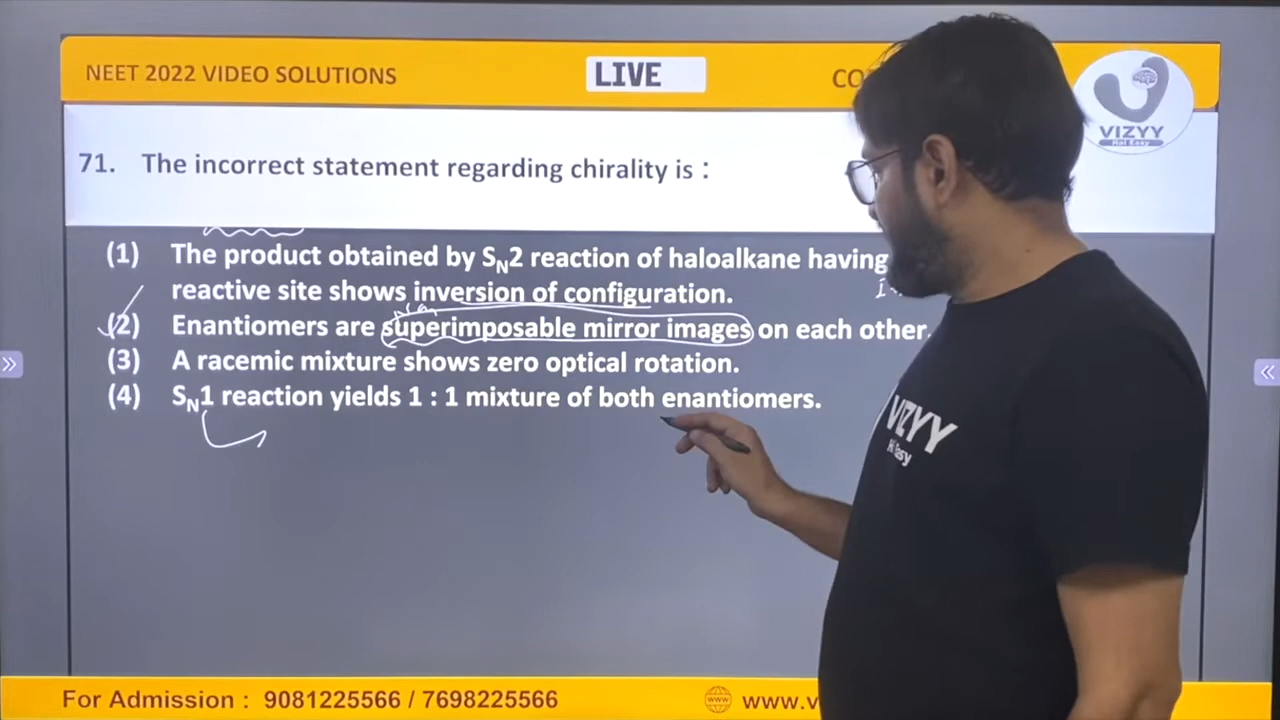 NEET 2022 VIDEO SOLUTIONS LIVE CO
VIZYY
Hoi Easy
71. The incorrect statement regarding chirality is :
(1) The product obtained by SN2 reaction of haloalkane having
reactive site shows inversion of configuration.
(2) Enantiomers are superimposable mirror images on each other.
(3) A racemic mixture shows zero optical rotation.
(4) SN1 reaction yields 1 : 1 mixture of both enantiomers.
VIZYY
For Admission : 9081225566 / 7698225566 www.v